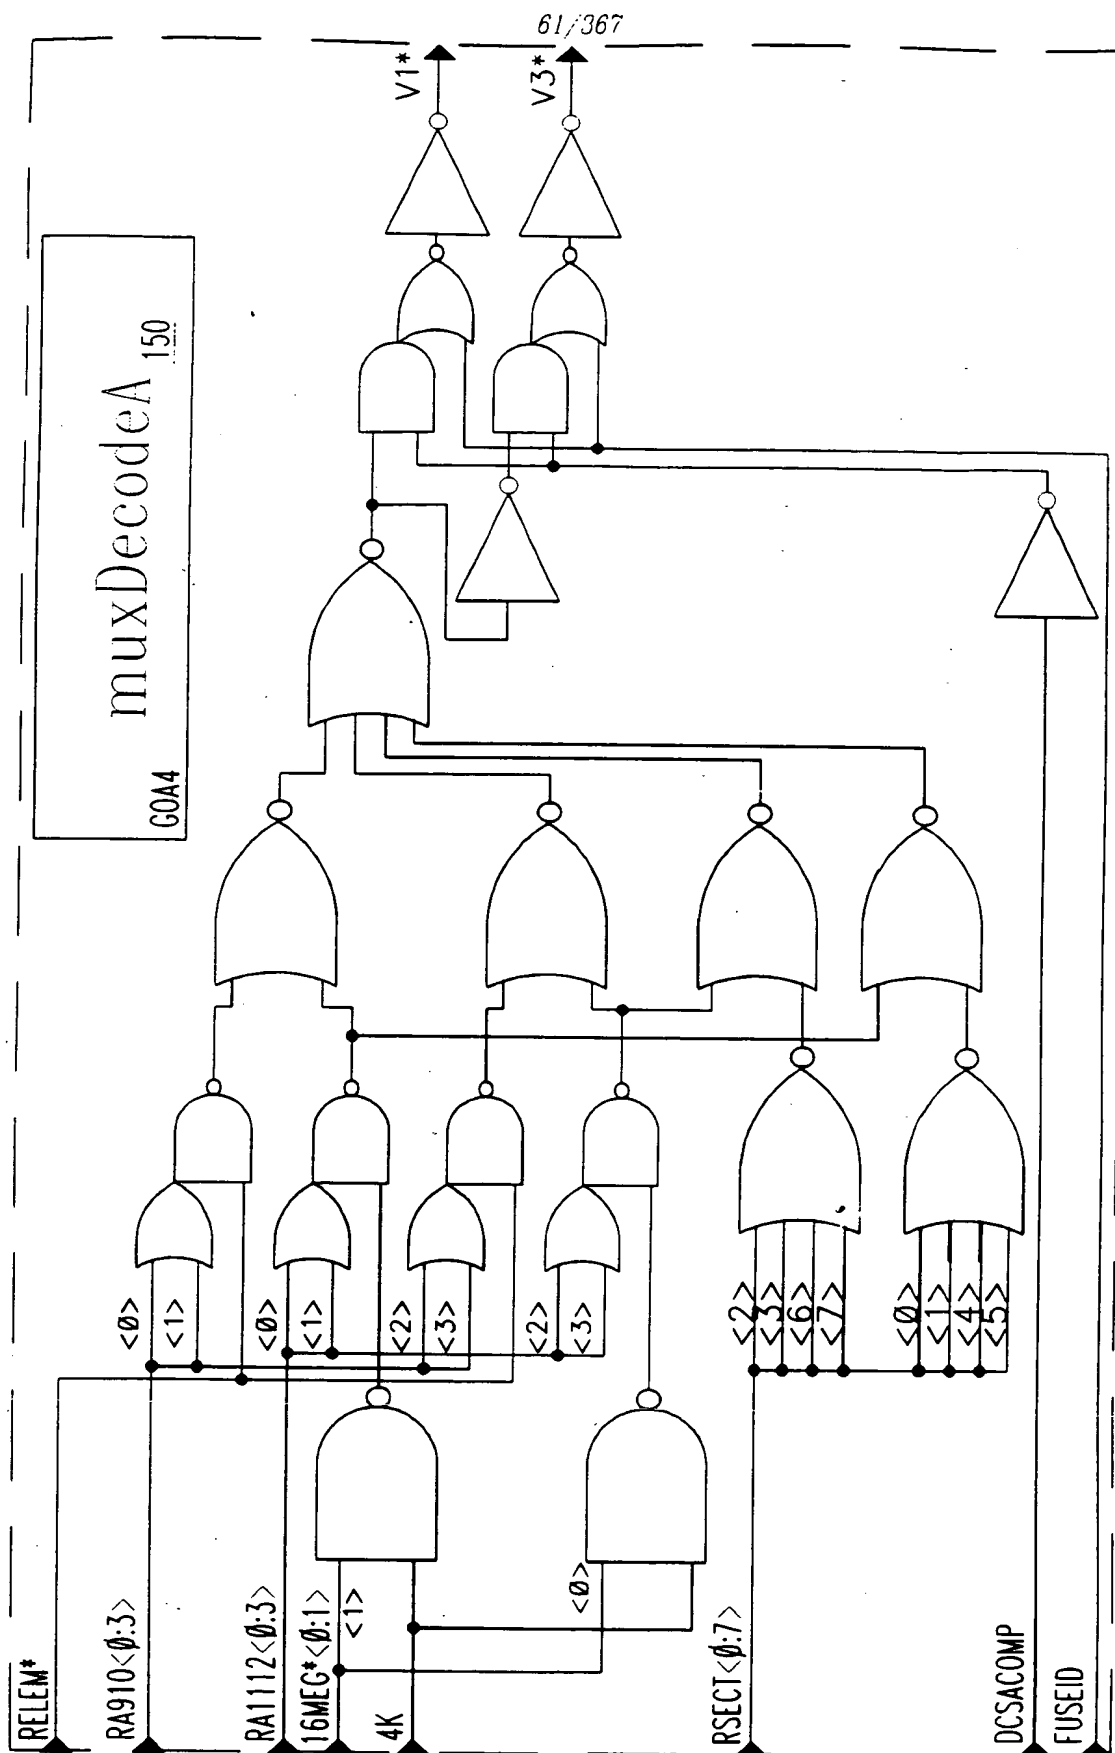 61/367
V1*
V3*
muxDecodeA 150
GOA4
<Ø>
<1>
<Ø>
<1>
<2>
<3>
<2>
<3>
<2>
<3>
<6>
<7>
<Ø>
<1>
<4>
<5>
<1>
<Ø>
RELEM*
RA910<Ø:3>
RA1112<Ø:3>
16MEG*<Ø:1>
4K
RSECT<Ø:7>
DCSACOMP
FUSEID